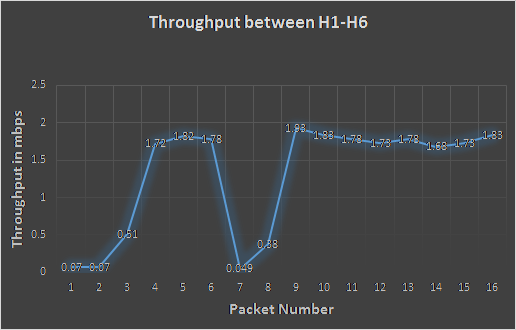 Throughput between H1-H6
Throughput in mbps
2.5
2
1.5
1
0.5
0
0.07 0.07 0.51 1.72 1.82 1.78 0.049 0.38 1.93 1.83 1.78 1.73 1.78 1.68 1.73 1.83
1 2 3 4 5 6 7 8 9 10 11 12 13 14 15 16
Packet Number